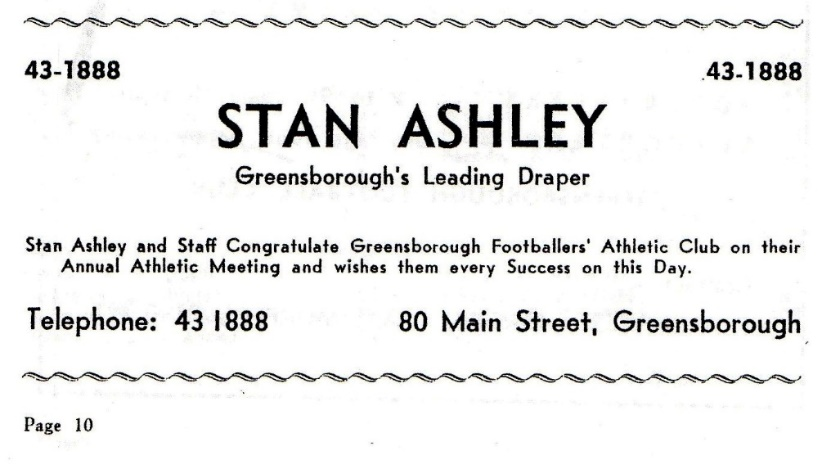 43-1888 43-1888
STAN ASHLEY
Greensborough's Leading Draper
Stan Ashley and Staff Congratulate Greensborough Footballers' Athletic Club on their
Annual Athletic Meeting and wishes them every Success on this Day.
Telephone: 43 1888 80 Main Street, Greensborough
Page 10